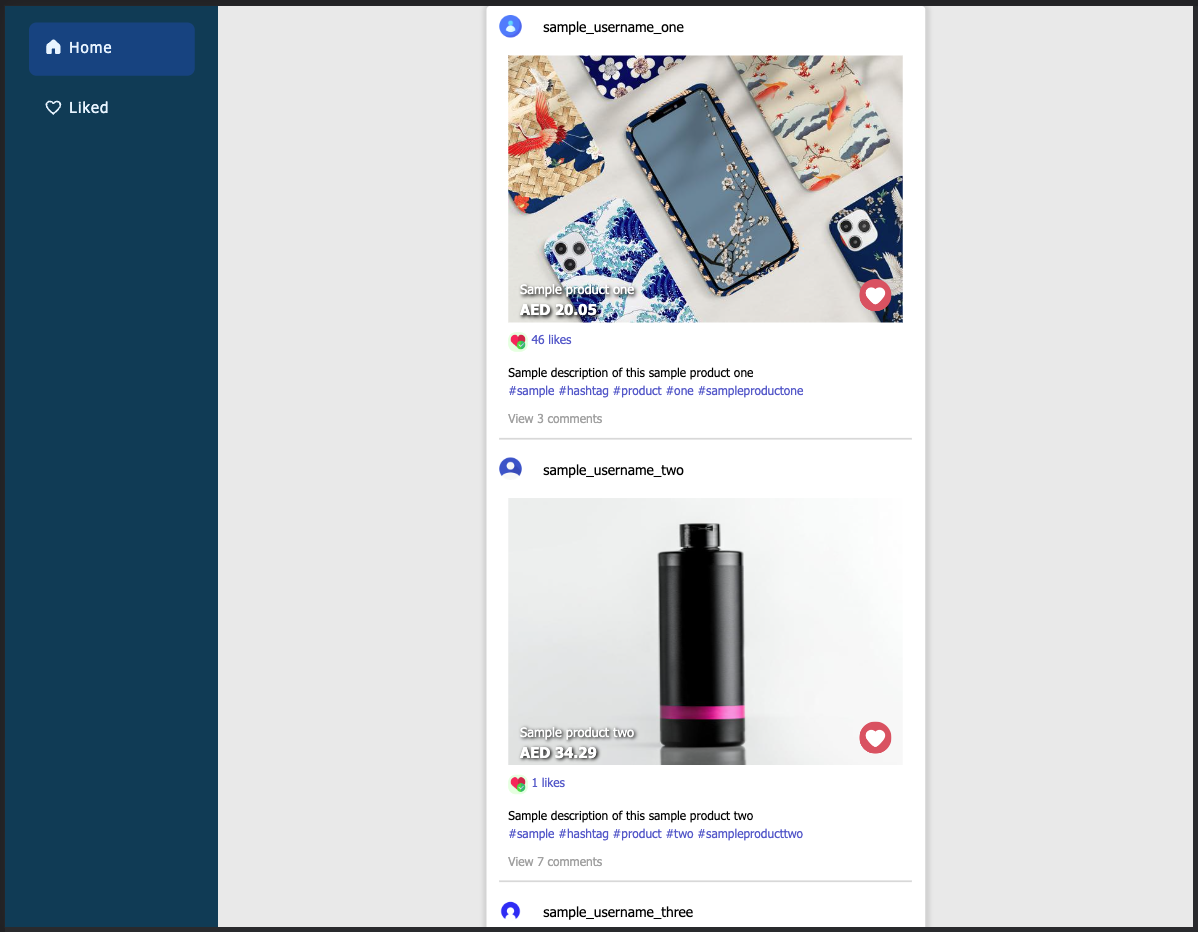 Home
Liked
sample_username_one
Sample product one
AED 20.05
46 likes
Sample description of this sample product one
#sample #hashtag #product #one #sampleproductone
View 3 comments
sample_username_two
Sample product two
AED 34.29
1 likes
Sample description of this sample product two
#sample #hashtag #product #two #sampleproducttwo
View 7 comments
sample_username_three